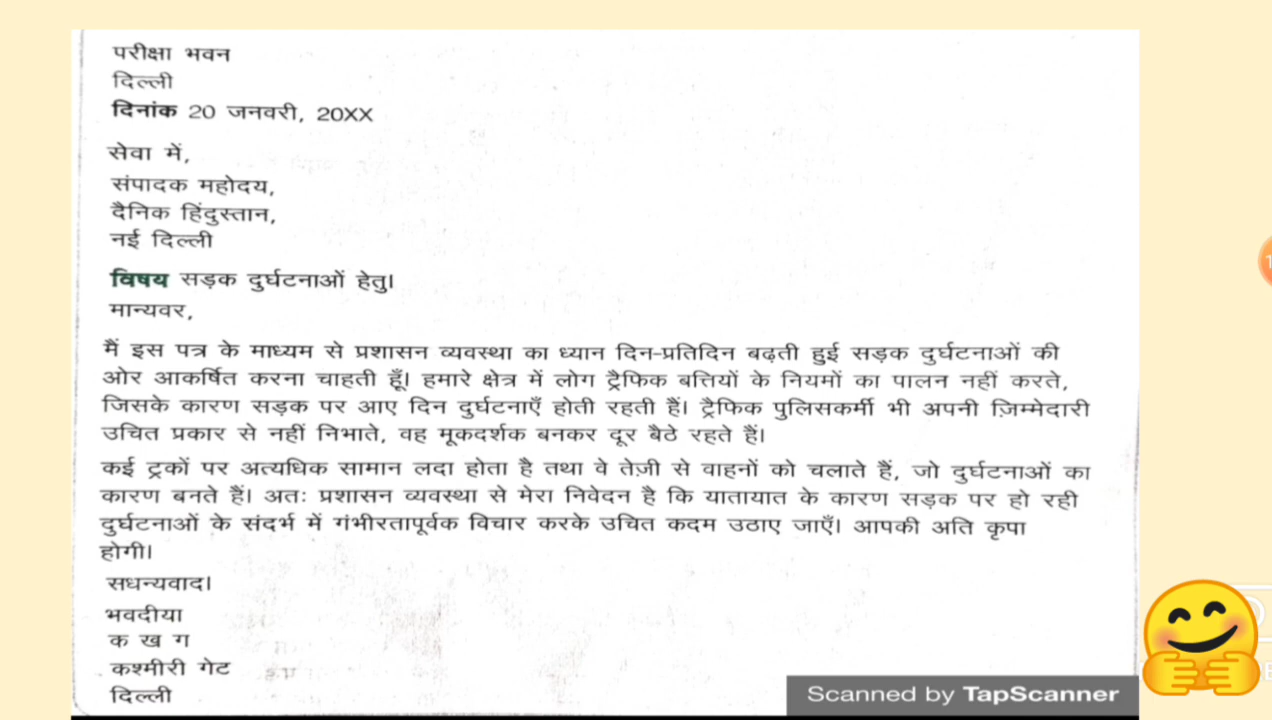 परीक्षा भवन
दिल्ली
दिनांक 20 जनवरी, 20XX
सेवा में,
संपादक महोदय,
दैनिक हिंदुस्तान,
नई दिल्ली
विषय सड़क दुर्घटनाओं हेतु।
मान्यवर,
मैं इस पत्र के माध्यम से प्रशासन व्यवस्था का ध्यान दिन-प्रतिदिन बढ़ती हुई सड़क दुर्घटनाओं की
ओर आकर्षित करना चाहती हूँ। हमारे क्षेत्र में लोग ट्रैफिक बत्तियों के नियमों का पालन नहीं करते,
जिसके कारण सड़क पर आए दिन दुर्घटनाएँ होती रहती हैं। ट्रैफिक पुलिसकर्मी भी अपनी ज़िम्मेदारी
उचित प्रकार से नहीं निभाते, वह मूकदर्शक बनकर दूर बैठे रहते हैं।
कई ट्रकों पर अत्यधिक सामान लदा होता है तथा वे तेज़ी से वाहनों को चलाते हैं, जो दुर्घटनाओं का
कारण बनते हैं। अतः प्रशासन व्यवस्था से मेरा निवेदन है कि यातायात के कारण सड़क पर हो रही
दुर्घटनाओं के संदर्भ में गंभीरतापूर्वक विचार करके उचित कदम उठाए जाएँ। आपकी अति कृपा
होगी।
सधन्यवाद।
भवदीया
क ख ग
कश्मीरी गेट
दिल्ली
Scanned by TapScanner